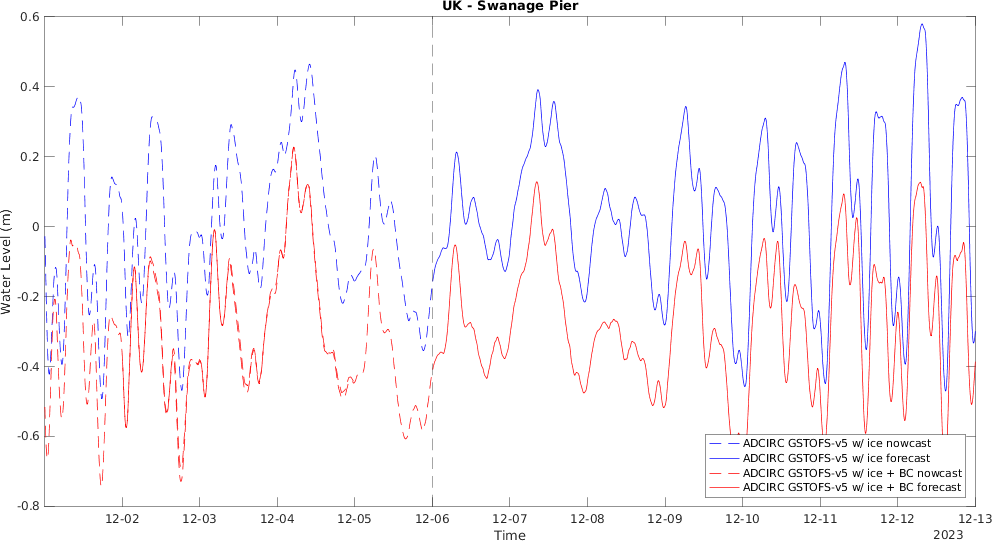 UK - Swanage Pier
0.6
0.4
0.2
0
-0.2
-0.4
-0.6
-0.8
Water Level (m)
ADCIRC GSTOFS-v5 w/ ice nowcast
ADCIRC GSTOFS-v5 w/ ice forecast
ADCIRC GSTOFS-v5 w/ ice + BC nowcast
ADCIRC GSTOFS-v5 w/ ice + BC forecast
12-02 12-03 12-04 12-05 12-06 12-07 12-08 12-09 12-10 12-11 12-12 12-13
Time
2023